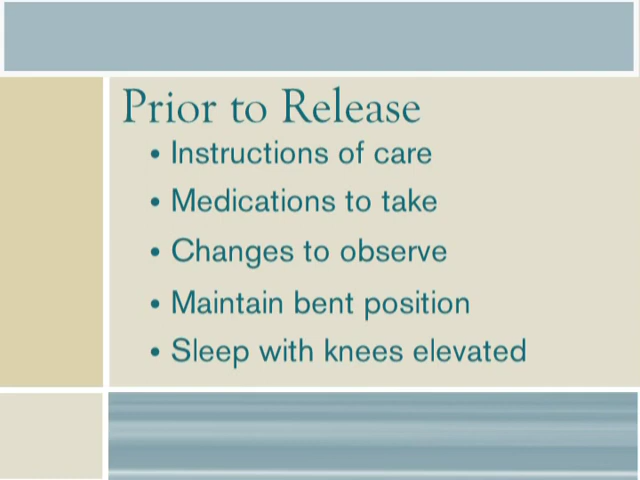 Prior to Release
• Instructions of care
• Medications to take
• Changes to observe
• Maintain bent position
• Sleep with knees elevated